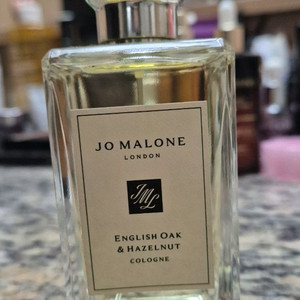 JO MALONE
LONDON
JML
ENGLISH OAK
& HAZELNUT
COLOGNE